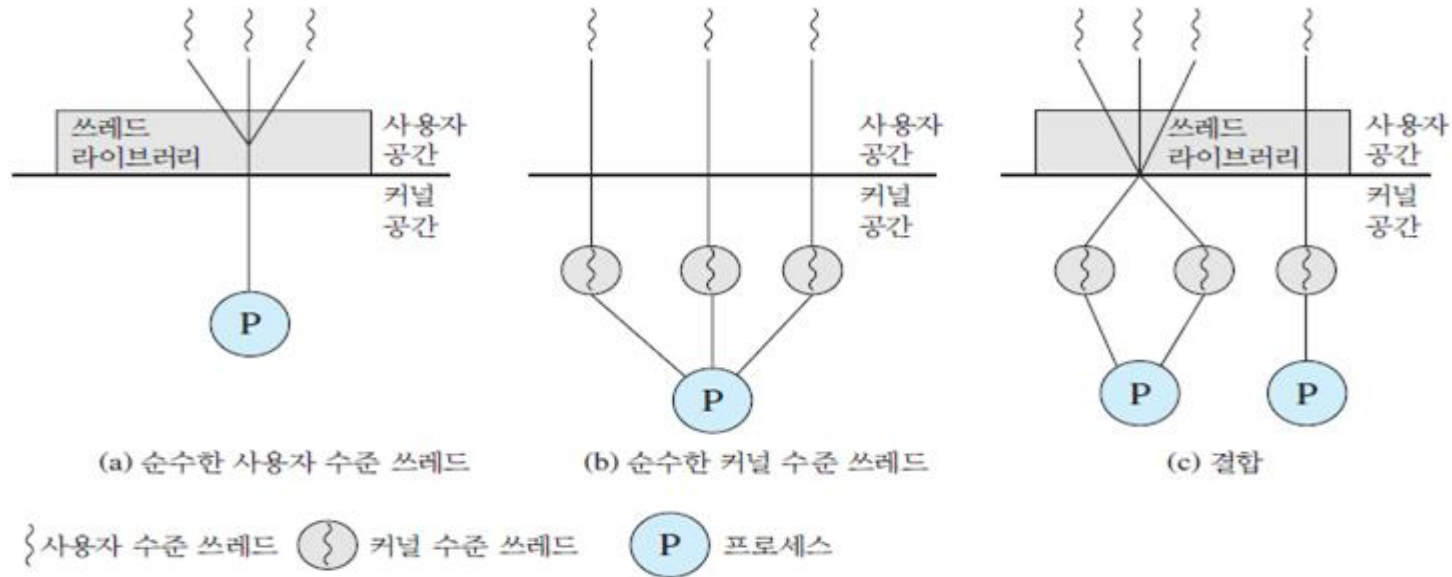 쓰레드
라이브러리
사용자
공간
커널
공간
P
(a) 순수한 사용자 수준 쓰레드
사용자
공간
커널
공간
P
(b) 순수한 커널 수준 쓰레드
쓰레드
라이브러리
사용자
공간
커널
공간
P
P
(c) 결합
사용자 수준 쓰레드
커널 수준 쓰레드
P
프로세스